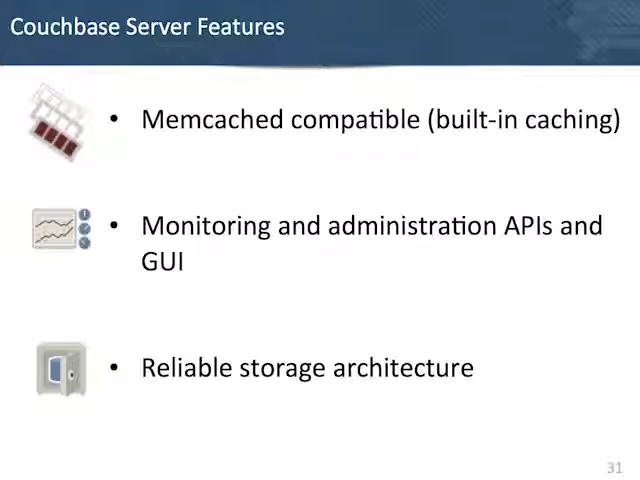 Couchbase Server Features
• Memcached compatible (built-in caching)
• Monitoring and administration APIs and
GUI
• Reliable storage architecture
31